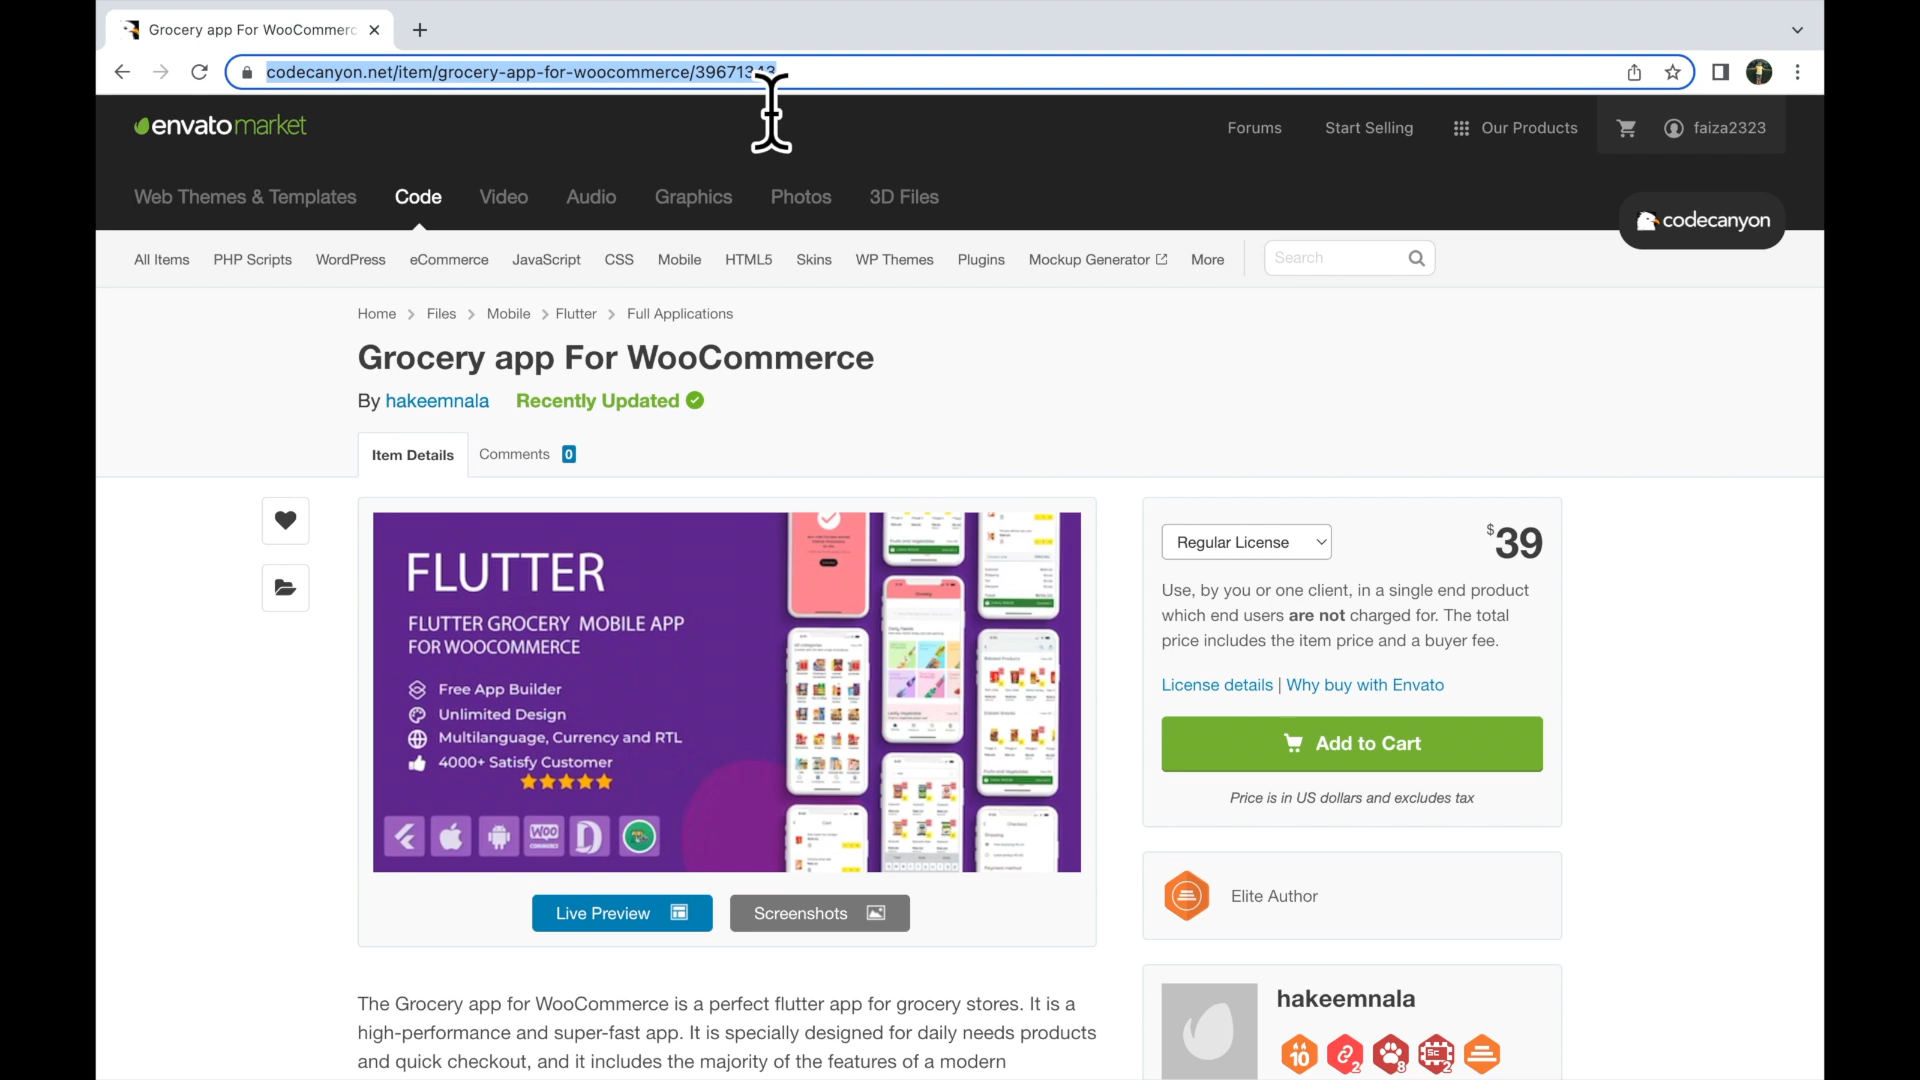 Grocery app For WooCommerc
codecanyon.net/item/grocery-app-for-woocommerce/39671343
envatomarket
Forums
Start Selling
Our Products
faiza2323
Web Themes & Templates
Code
Video
Audio
Graphics
Photos
3D Files
codecanyon
All Items
PHP Scripts
WordPress
eCommerce
JavaScript
CSS
Mobile
HTML5
Skins
WP Themes
Plugins
Mockup Generator
More
Search
Home > Files > Mobile > Flutter > Full Applications
Grocery app For WooCommerce
By hakeemnala Recently Updated
Item Details
Comments 0
FLUTTER
FLUTTER GROCERY MOBILE APP
FOR WOOCOMMERCE
Free App Builder
Unlimited Design
Multilanguage, Currency and RTL
4000+ Satisfy Customer
WOO
COMMERCE
Live Preview
Screenshots
Regular License
$39
Use, by you or one client, in a single end product
which end users are not charged for. The total
price includes the item price and a buyer fee.
License details | Why buy with Envato
Add to Cart
Price is in US dollars and excludes tax
Elite Author
hakeemnala
10
2
8
SC
2
The Grocery app for WooCommerce is a perfect flutter app for grocery stores. It is a
high-performance and super-fast app. It is specially designed for daily needs products
and quick checkout, and it includes the majority of the features of a modern